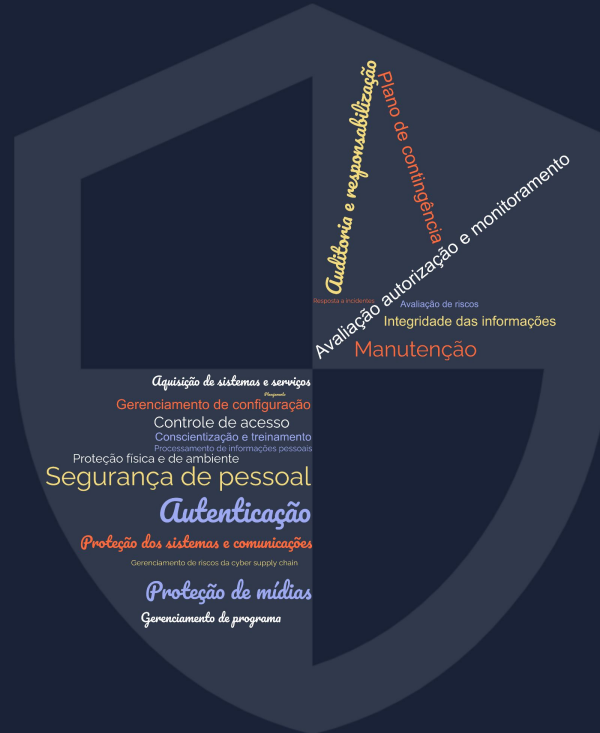 Auditoria e responsabilização
Plano de contingência
Avaliação autorização e monitoramento
Resposta a incidentes
Avaliação de riscos
Integridade das informações
Manutenção
Aquisição de sistemas e serviços
Planejamento
Gerenciamento de configuração
Controle de acesso
Conscientização e treinamento
Processamento de informações pessoais
Proteção física e de ambiente
Segurança de pessoal
Autenticação
Proteção dos sistemas e comunicações
Gerenciamento de riscos da cyber supply chain
Proteção de mídias
Gerenciamento de programa